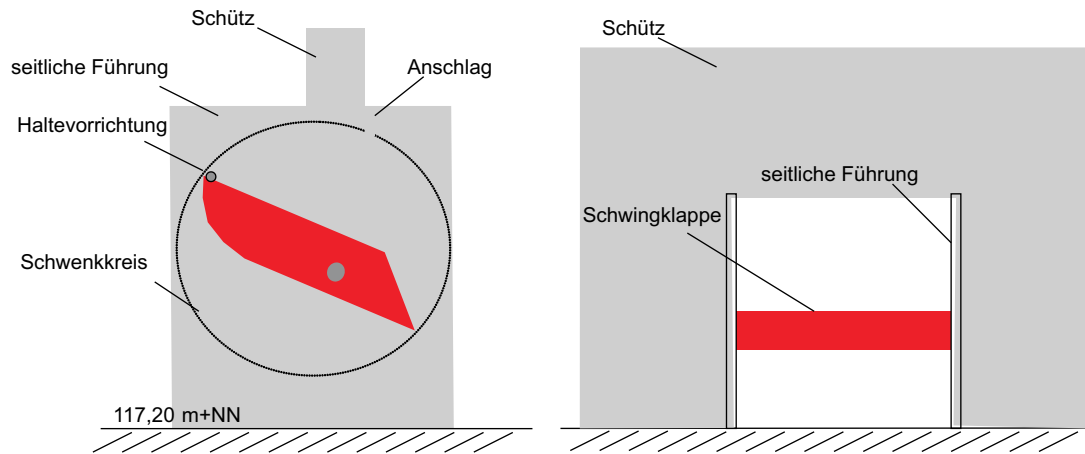 Schütz
seitliche Führung
Anschlag
Haltevorrichtung
Schwenkkreis
117,20 m+NN
Schütz
seitliche Führung
Schwingklappe